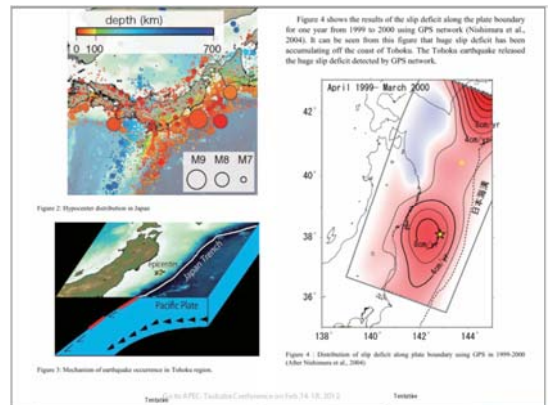 depth (km)
0 100 700
M9 M8 M7
Figure 2: Hypocenter distribution in Japan
epicenter
Japan Trench
Pacific Plate
Figure 3: Mechanism of earthquake occurrence in Tohoku region.
Figure 4 shows the results of the slip deficit along the plate boundary
for one year from 1999 to 2000 using GPS network (Nishimura et al.,
2004). It can be seen from this figure that huge slip deficit has been
accumulating off the coast of Tohoku. The Tohoku earthquake released
the huge slip deficit detected by GPS network.
April 1999- March 2000
42°
40°
38°
36°
日本海溝
138° 140° 142° 144°
Figure 4 : Distribution of slip deficit along plate boundary using GPS in 1999-2000
(After Nishimura et al., 2004)